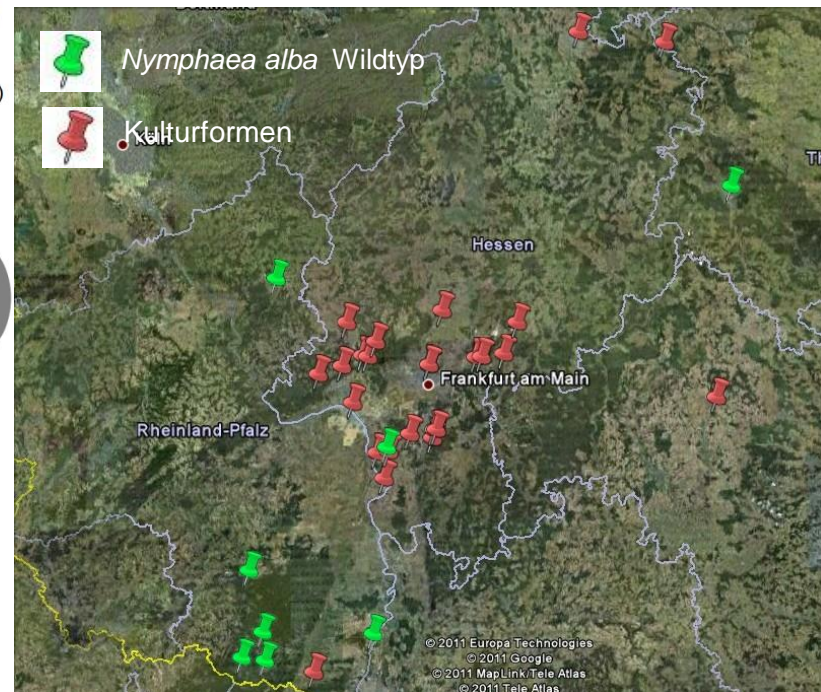 Nymphaea alba Wildtyp
Kulturformen
Köln
Hessen
Frankfurt am Main
Rheinland-Pfalz
© 2011 Europa Technologies
© 2011 Google
© 2011 MapLink/Tele Atlas
© 2011 Tele Atlas